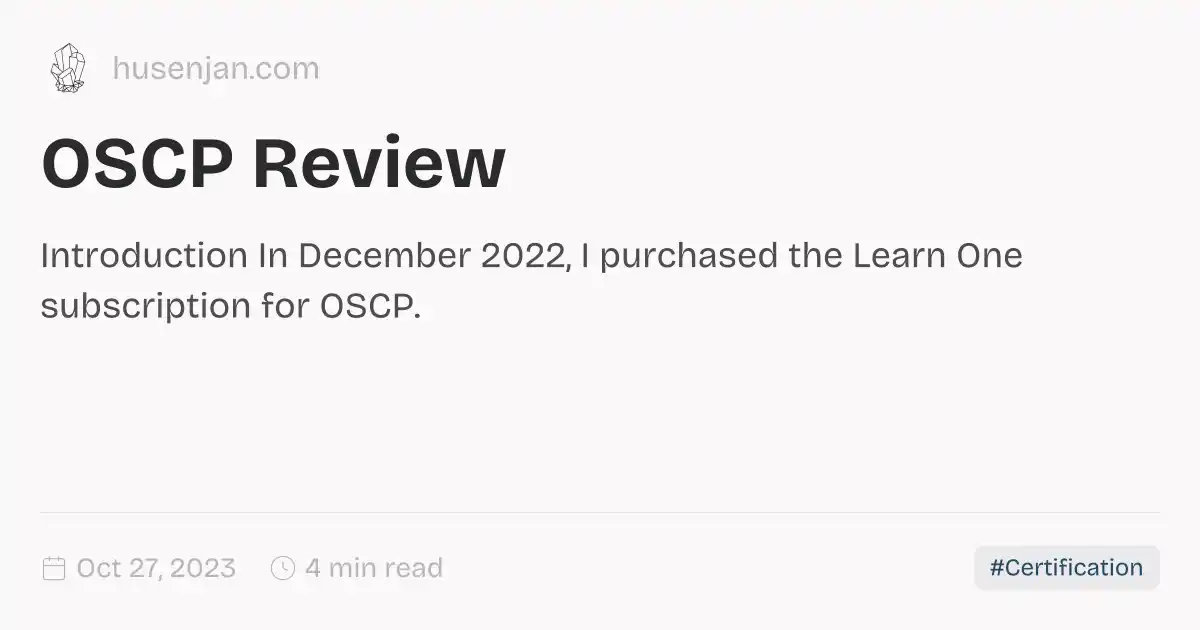 husenjan.com
OSCP Review
Introduction In December 2022, I purchased the Learn One
subscription for OSCP.
Oct 27, 2023
4 min read
#Certification